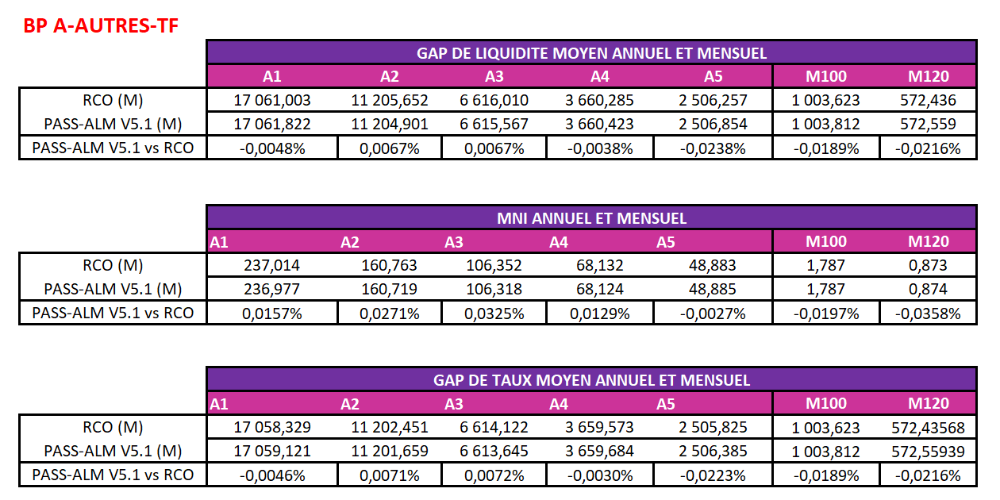 BP A-AUTRES-TF
GAP DE LIQUIDITE MOYEN ANNUEL ET MENSUEL
A1 A2 A3 A4 A5 M100 M120
RCO (M) 17 061,003 11 205,652 6 616,010 3 660,285 2 506,257 1 003,623 572,436
PASS-ALM V5.1 (M) 17 061,822 11 204,901 6 615,567 3 660,423 2 506,854 1 003,812 572,559
PASS-ALM V5.1 vs RCO -0,0048% 0,0067% 0,0067% -0,0038% -0,0238% -0,0189% -0,0216%
MNI ANNUEL ET MENSUEL
A1 A2 A3 A4 A5 M100 M120
RCO (M) 237,014 160,763 106,352 68,132 48,883 1,787 0,873
PASS-ALM V5.1 (M) 236,977 160,719 106,318 68,124 48,885 1,787 0,874
PASS-ALM V5.1 vs RCO 0,0157% 0,0271% 0,0325% 0,0129% -0,0027% -0,0197% -0,0358%
GAP DE TAUX MOYEN ANNUEL ET MENSUEL
A1 A2 A3 A4 A5 M100 M120
RCO (M) 17 058,329 11 202,451 6 614,122 3 659,573 2 505,825 1 003,623 572,43568
PASS-ALM V5.1 (M) 17 059,121 11 201,659 6 613,645 3 659,684 2 506,385 1 003,812 572,55939
PASS-ALM V5.1 vs RCO -0,0046% 0,0071% 0,0072% -0,0030% -0,0223% -0,0189% -0,0216%